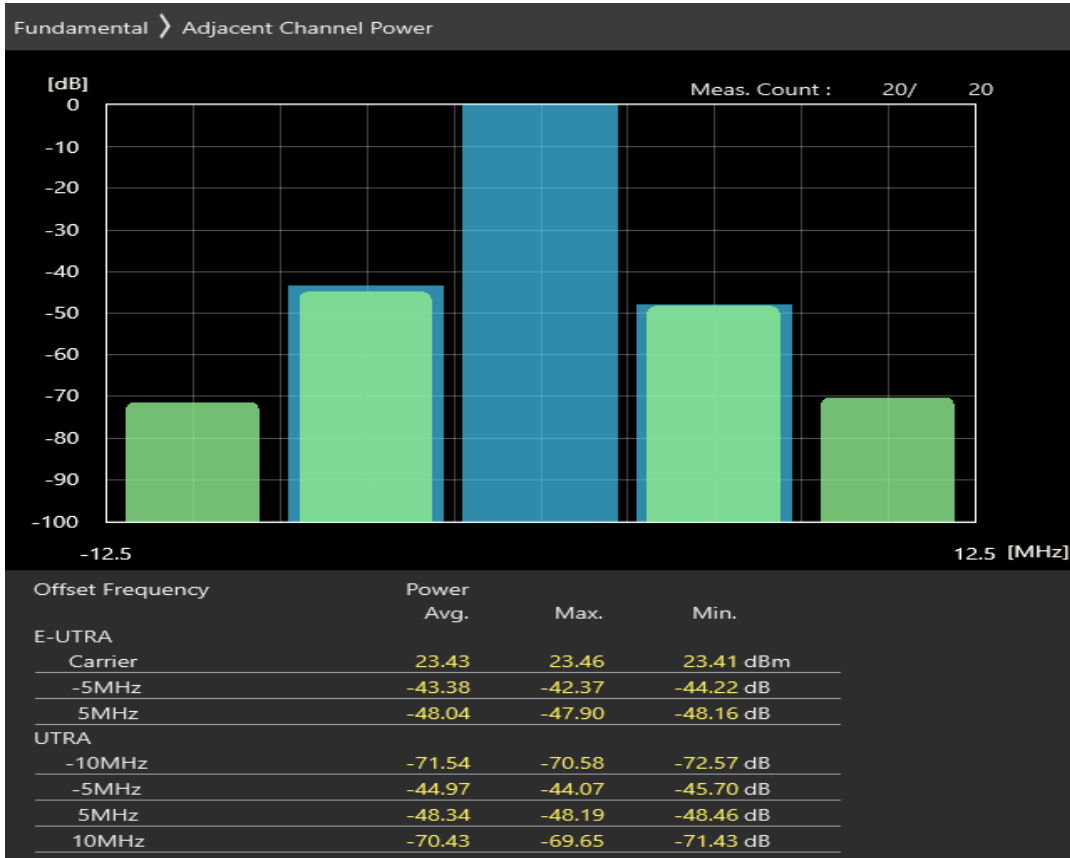 Fundamental 〉 Adjacent Channel Power
[dB]
Meas. Count : 20/ 20
0
-10
-20
-30
-40
-50
-60
-70
-80
-90
-100
-12.5 12.5 [MHz]
Offset Frequency Power
Avg. Max. Min.
E-UTRA
Carrier 23.43 23.46 23.41 dBm
-5MHz -43.38 -42.37 -44.22 dB
5MHz -48.04 -47.90 -48.16 dB
UTRA
-10MHz -71.54 -70.58 -72.57 dB
-5MHz -44.97 -44.07 -45.70 dB
5MHz -48.34 -48.19 -48.46 dB
10MHz -70.43 -69.65 -71.43 dB